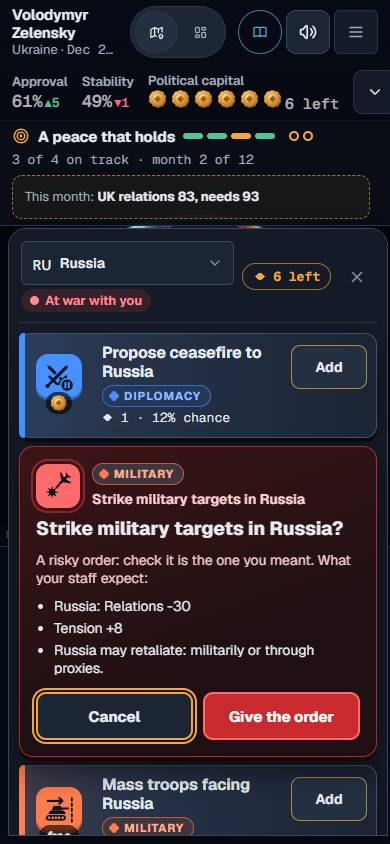 Volodymyr
Zelensky
Ukraine · Dec 2…
Approval
61% ▲5
Stability
49% ▼1
Political capital
6 left
A peace that holds
3 of 4 on track · month 2 of 12
This month: UK relations 83, needs 93
RU Russia
6 left
At war with you
Propose ceasefire to
Russia
DIPLOMACY
1 · 12% chance
Add
MILITARY
Strike military targets in Russia
Strike military targets in Russia?
A risky order: check it is the one you meant. What
your staff expect:
• Russia: Relations -30
• Tension +8
• Russia may retaliate: militarily or through
proxies.
Cancel
Give the order
Mass troops facing
Russia
MILITARY
Add
free